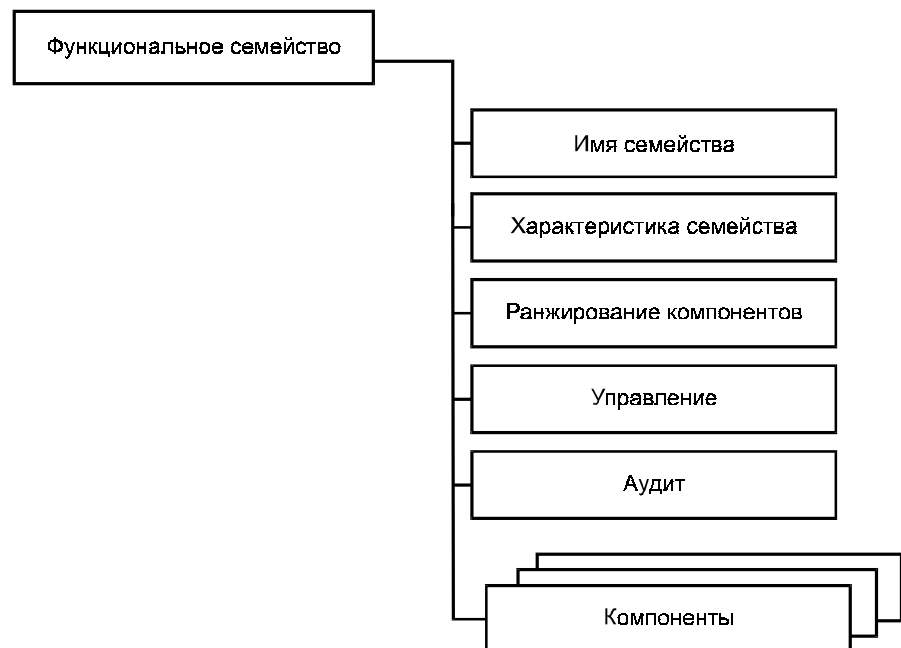 Функциональное семейство
Имя семейства
Характеристика семейства
Ранжирование компонентов
Управление
Аудит
Компоненты